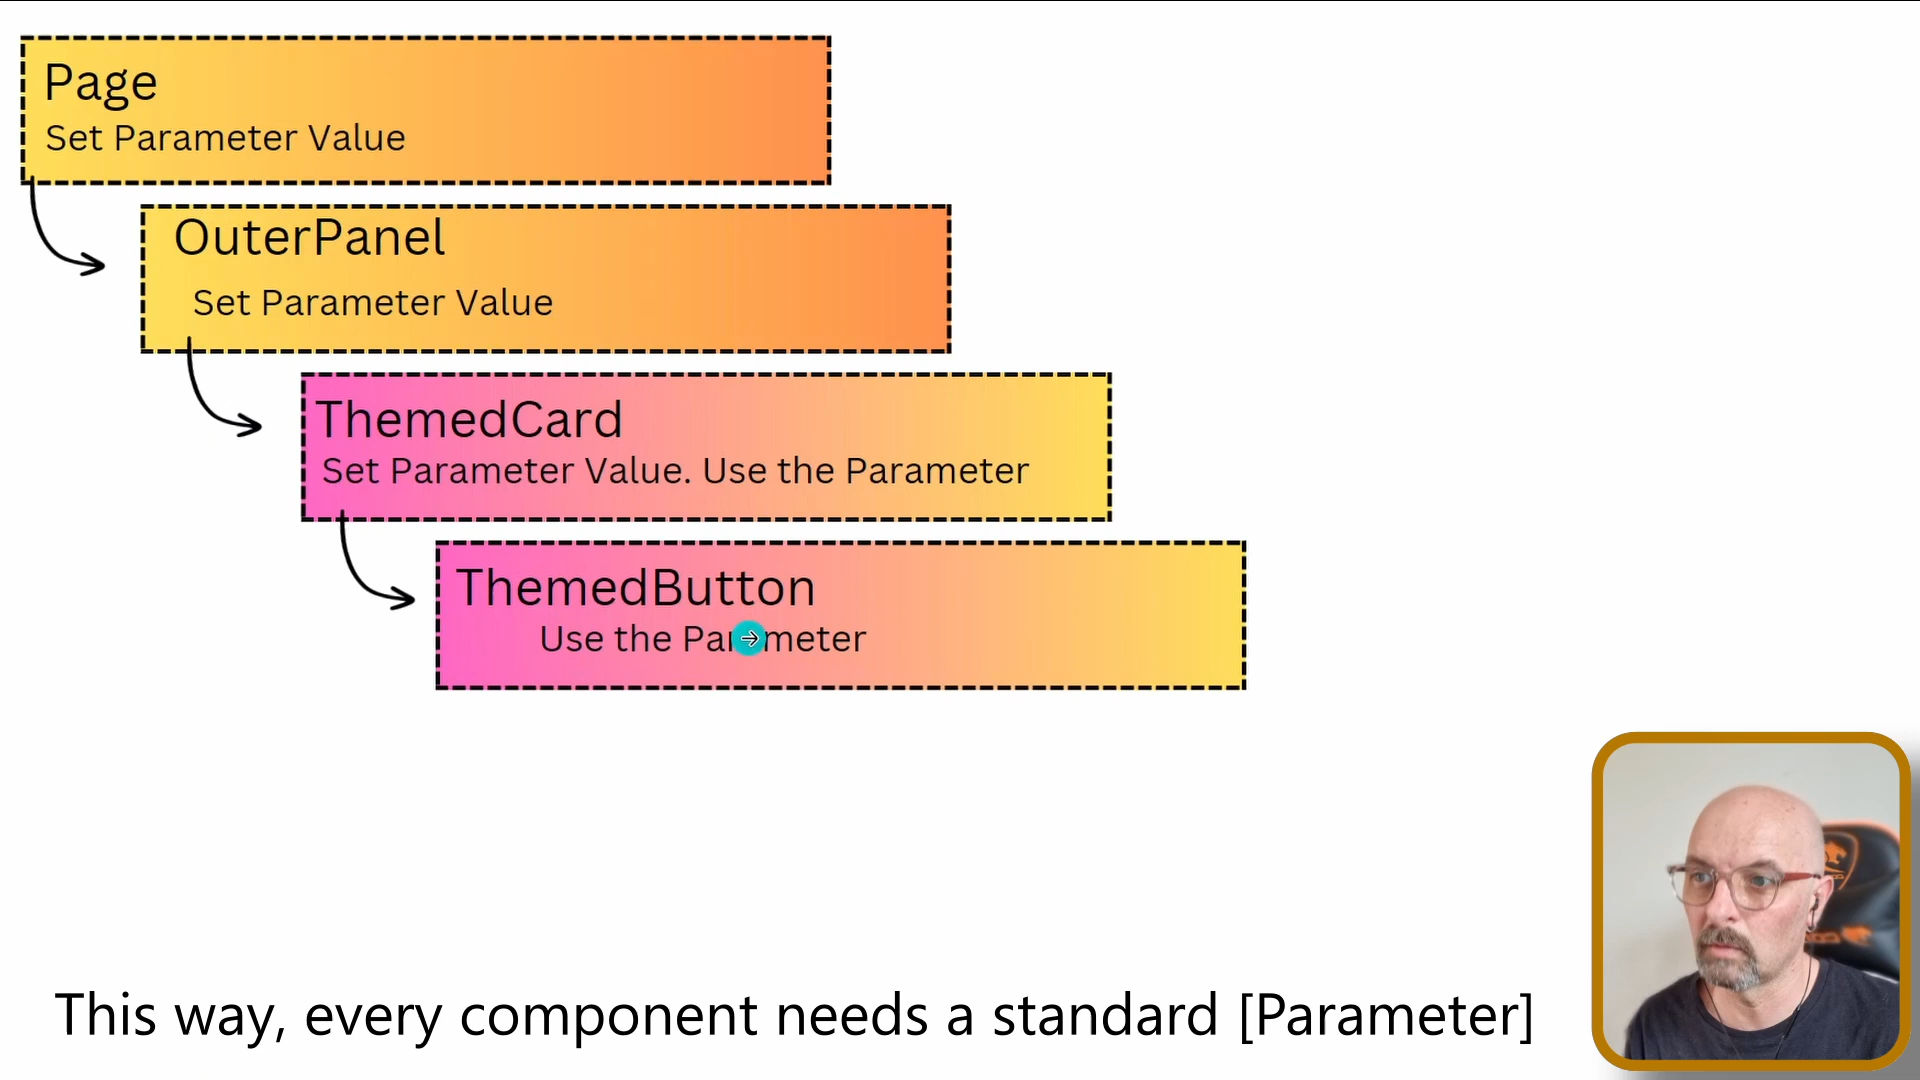 Page
Set Parameter Value
OuterPanel
Set Parameter Value
ThemedCard
Set Parameter Value. Use the Parameter
ThemedButton
Use the Parameter
This way, every component needs a standard [Parameter]